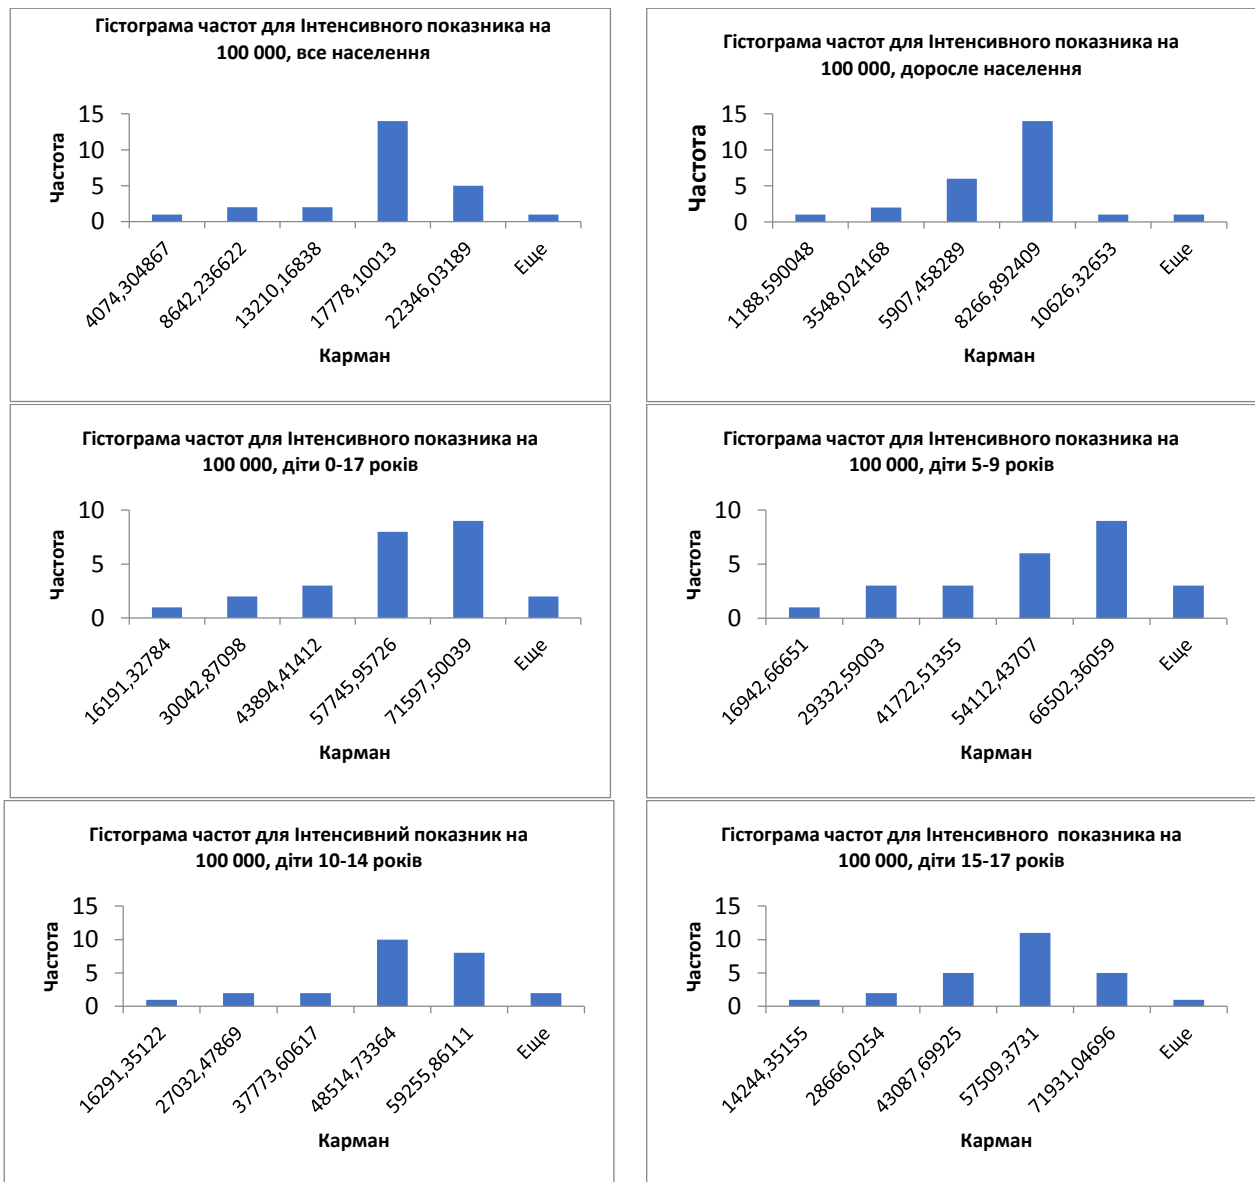 Гістограма частот для Інтенсивного показника на
100 000, все населення
Частота
15
10
5
0
4074,304867
8642,236622
13210,16838
17778,10013
22346,03189
Еще
Карман
Гістограма частот для Інтенсивного показника на
100 000, доросле населення
Частота
15
10
5
0
1188,590048
3548,024168
5907,458289
8266,892409
10626,32653
Еще
Карман
Гістограма частот для Інтенсивного показника на
100 000, діти 0-17 років
Частота
10
5
0
16191,32784
30042,87098
43894,41412
57745,95726
71597,50039
Еще
Карман
Гістограма частот для Інтенсивного показника на
100 000, діти 5-9 років
Частота
10
5
0
16942,66651
29332,59003
41722,51355
54112,43707
66502,36059
Еще
Карман
Гістограма частот для Інтенсивний показник на
100 000, діти 10-14 років
Частота
15
10
5
0
16291,35122
27032,47869
37773,60617
48514,73364
59255,86111
Еще
Карман
Гістограма частот для Інтенсивного  показника на
100 000, діти 15-17 років
Частота
15
10
5
0
14244,35155
28666,0254
43087,69925
57509,3731
71931,04696
Еще
Карман